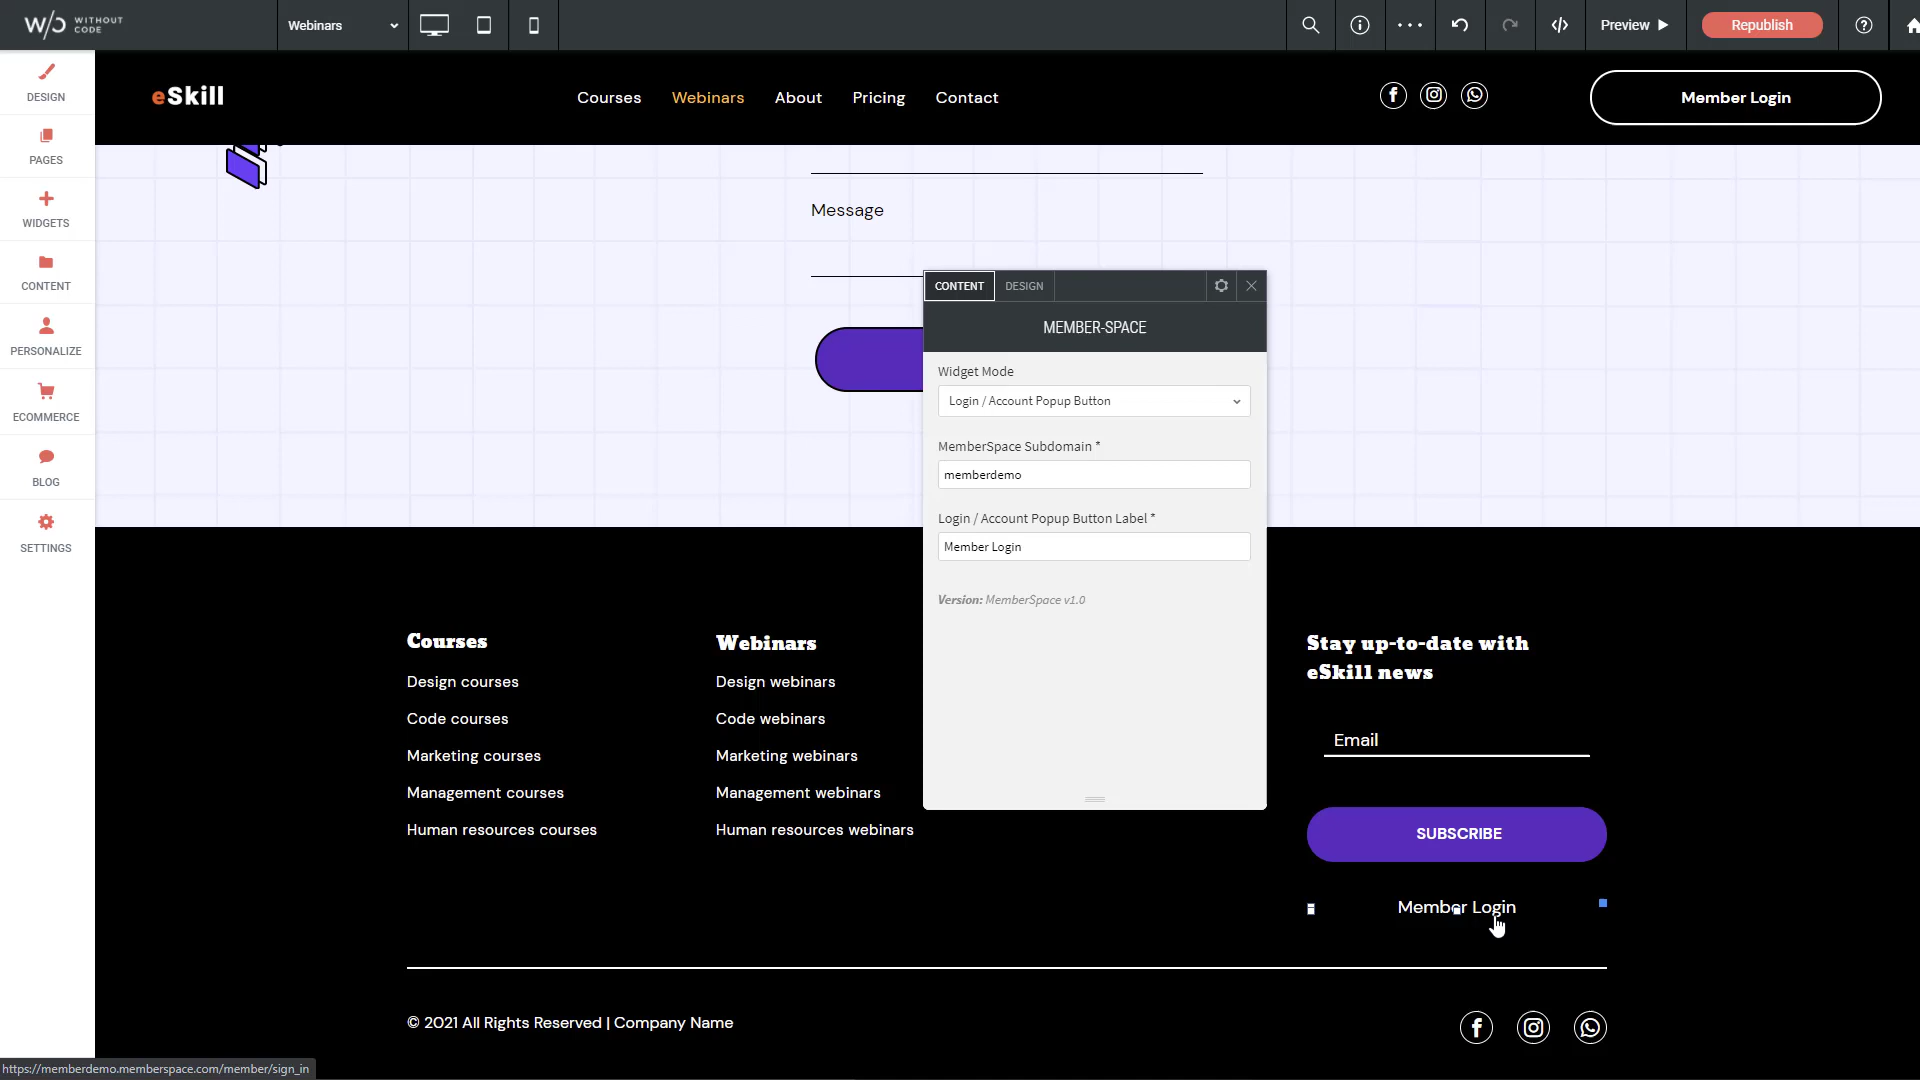 WITHOUT
CODE
Webinars
Preview
Republish
DESIGN
PAGES
WIDGETS
CONTENT
PERSONALIZE
ECOMMERCE
BLOG
SETTINGS
eSkill
Courses
Webinars
About
Pricing
Contact
Member Login
Message
CONTENT
DESIGN
MEMBER-SPACE
Widget Mode
Login / Account Popup Button
MemberSpace Subdomain *
memberdemo
Login / Account Popup Button Label *
Member Login
Version: MemberSpace v1.0
Courses
Design courses
Code courses
Marketing courses
Management courses
Human resources courses
Webinars
Design webinars
Code webinars
Marketing webinars
Management webinars
Human resources webinars
Stay up-to-date with
eSkill news
Email
SUBSCRIBE
Member Login
© 2021 All Rights Reserved | Company Name
https://memberdemo.memberspace.com/member/sign_in